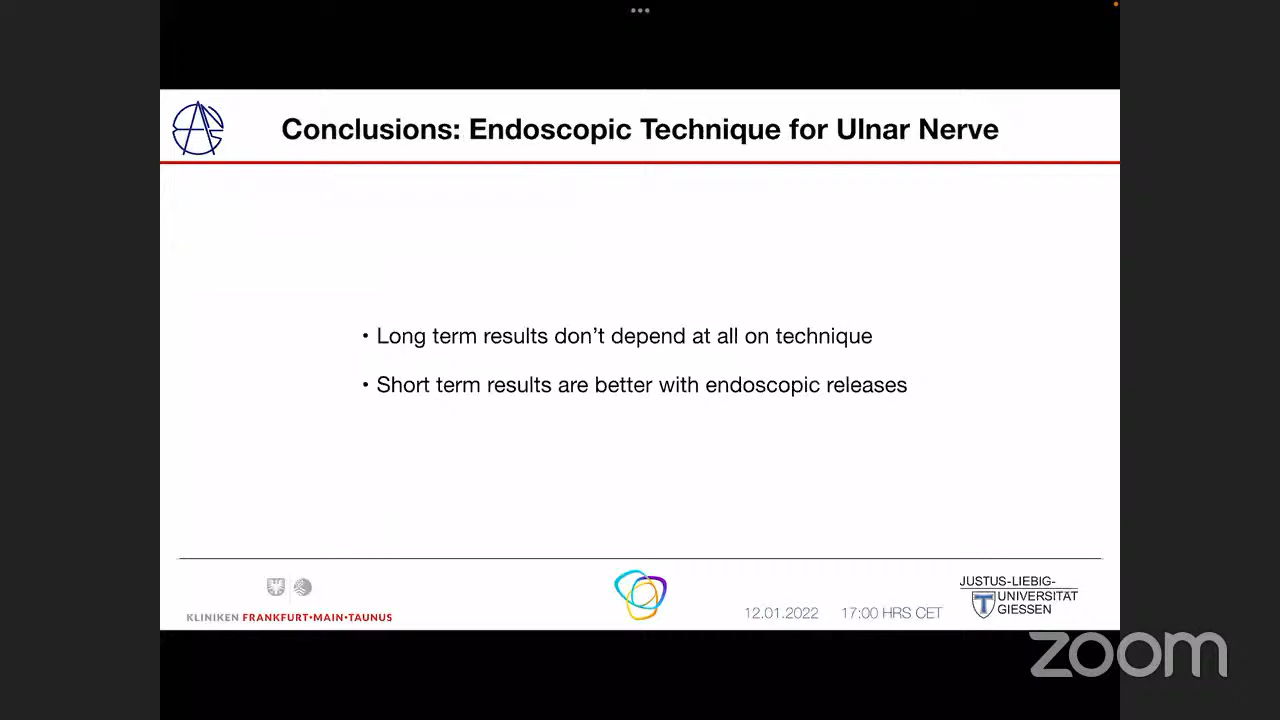 Conclusions: Endoscopic Technique for Ulnar Nerve
• Long term results don’t depend at all on technique
• Short term results are better with endoscopic releases
KLINIKEN FRANKFURT•MAIN•TAUNUS
12.01.2022 17:00 HRS CET
JUSTUS-LIEBIG-
UNIVERSITÄT
GIESSEN
zoom